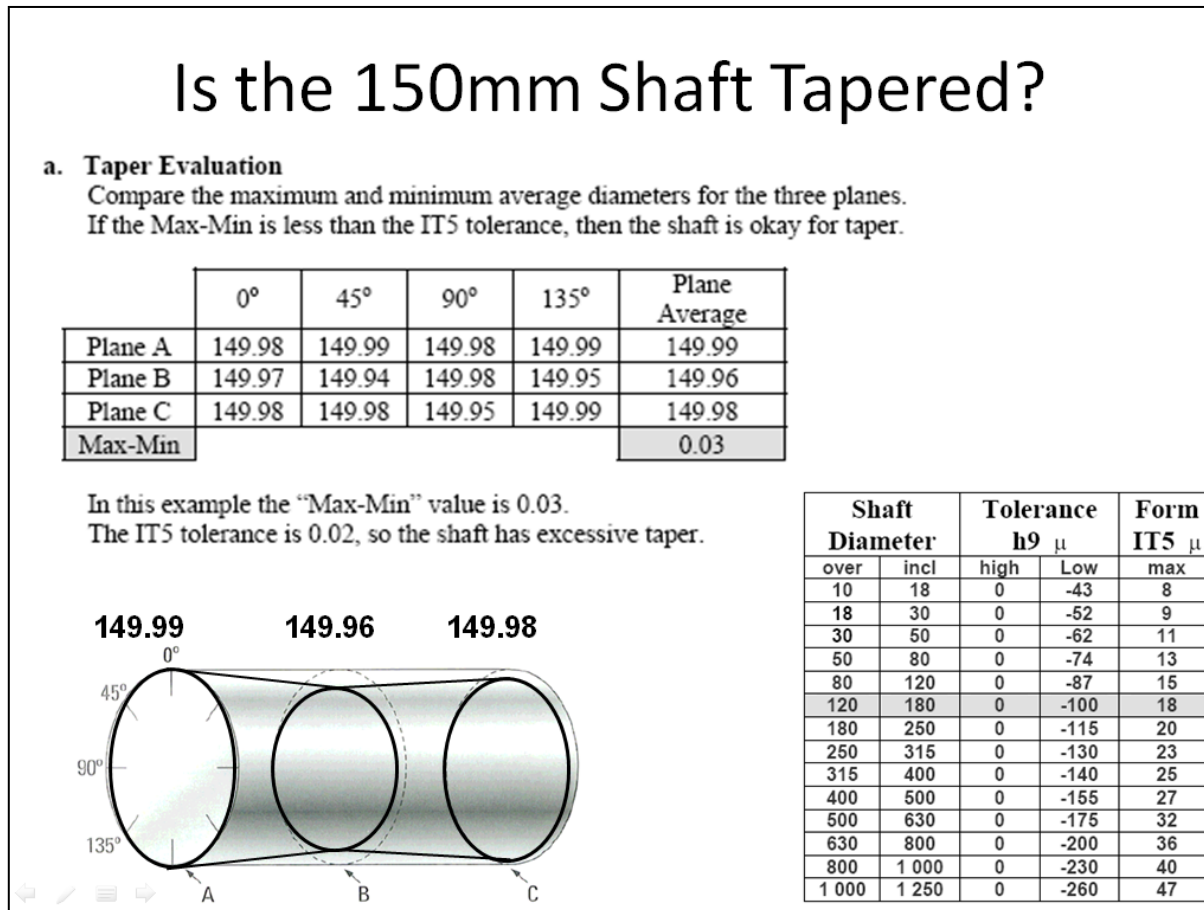 Is the 150mm Shaft Tapered?
a. Taper Evaluation
Compare the maximum and minimum average diameters for the three planes.
If the Max-Min is less than the IT5 tolerance, then the shaft is okay for taper.
0º 45º 90º 135º Plane Average
Plane A 149.98 149.99 149.98 149.99 149.99
Plane B 149.97 149.94 149.98 149.95 149.96
Plane C 149.98 149.98 149.95 149.99 149.98
Max-Min 0.03
In this example the “Max-Min” value is 0.03.
The IT5 tolerance is 0.02, so the shaft has excessive taper.
149.99 149.96 149.98
0º
45º
90º
135º
A B C
Shaft Diameter Tolerance h9 μ Form IT5 μ
over incl high Low max
10 18 0 -43 8
18 30 0 -52 9
30 50 0 -62 11
50 80 0 -74 13
80 120 0 -87 15
120 180 0 -100 18
180 250 0 -115 20
250 315 0 -130 23
315 400 0 -140 25
400 500 0 -155 27
500 630 0 -175 32
630 800 0 -200 36
800 1 000 0 -230 40
1 000 1 250 0 -260 47